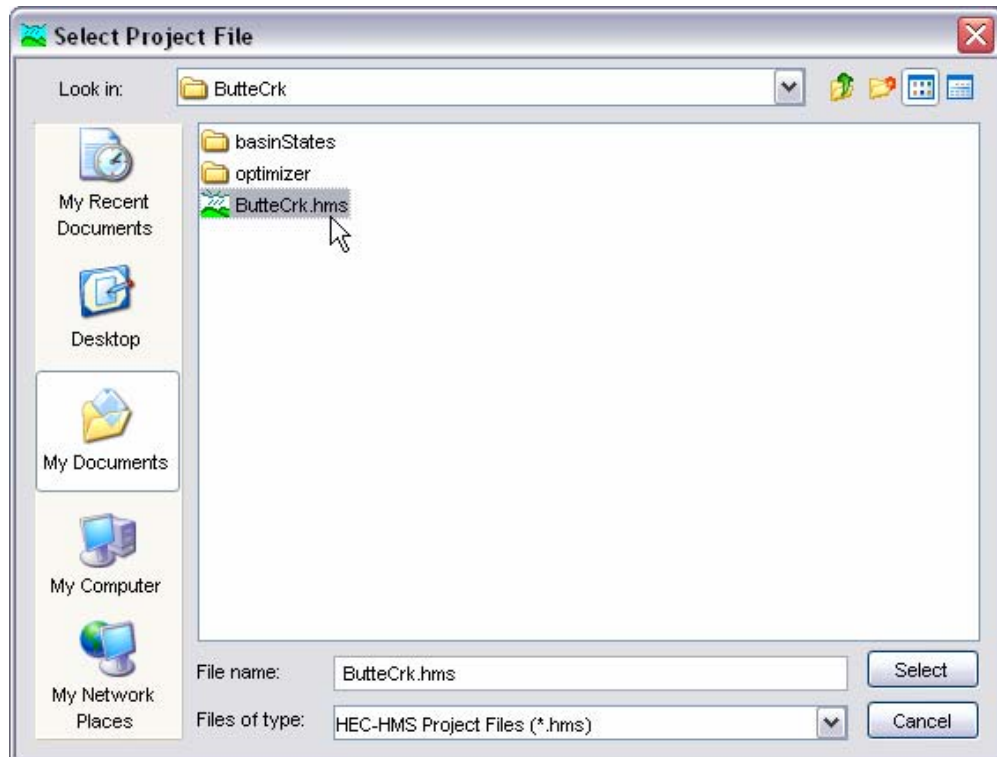 Select Project File
Look in:
ButteCrk
basinStates
optimizer
ButteCrk.hms
My Recent
Documents
Desktop
My Documents
My Computer
My Network
Places
File name:
ButteCrk.hms
Select
Files of type:
HEC-HMS Project Files (*.hms)
Cancel